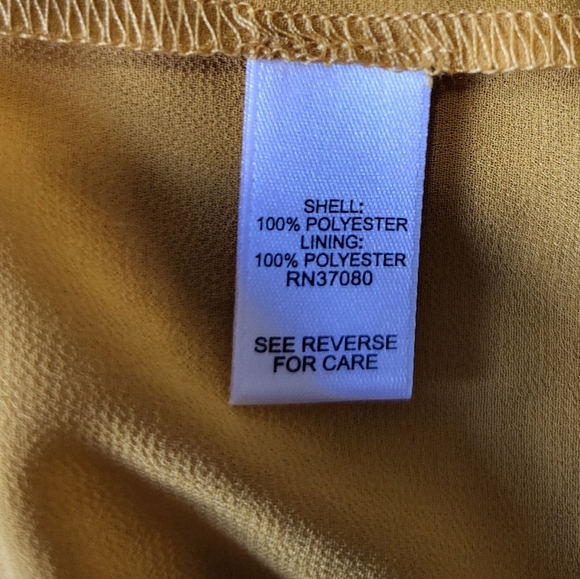 SHELL:
100% POLYESTER
LINING:
100% POLYESTER
RN37080
SEE REVERSE
FOR CARE